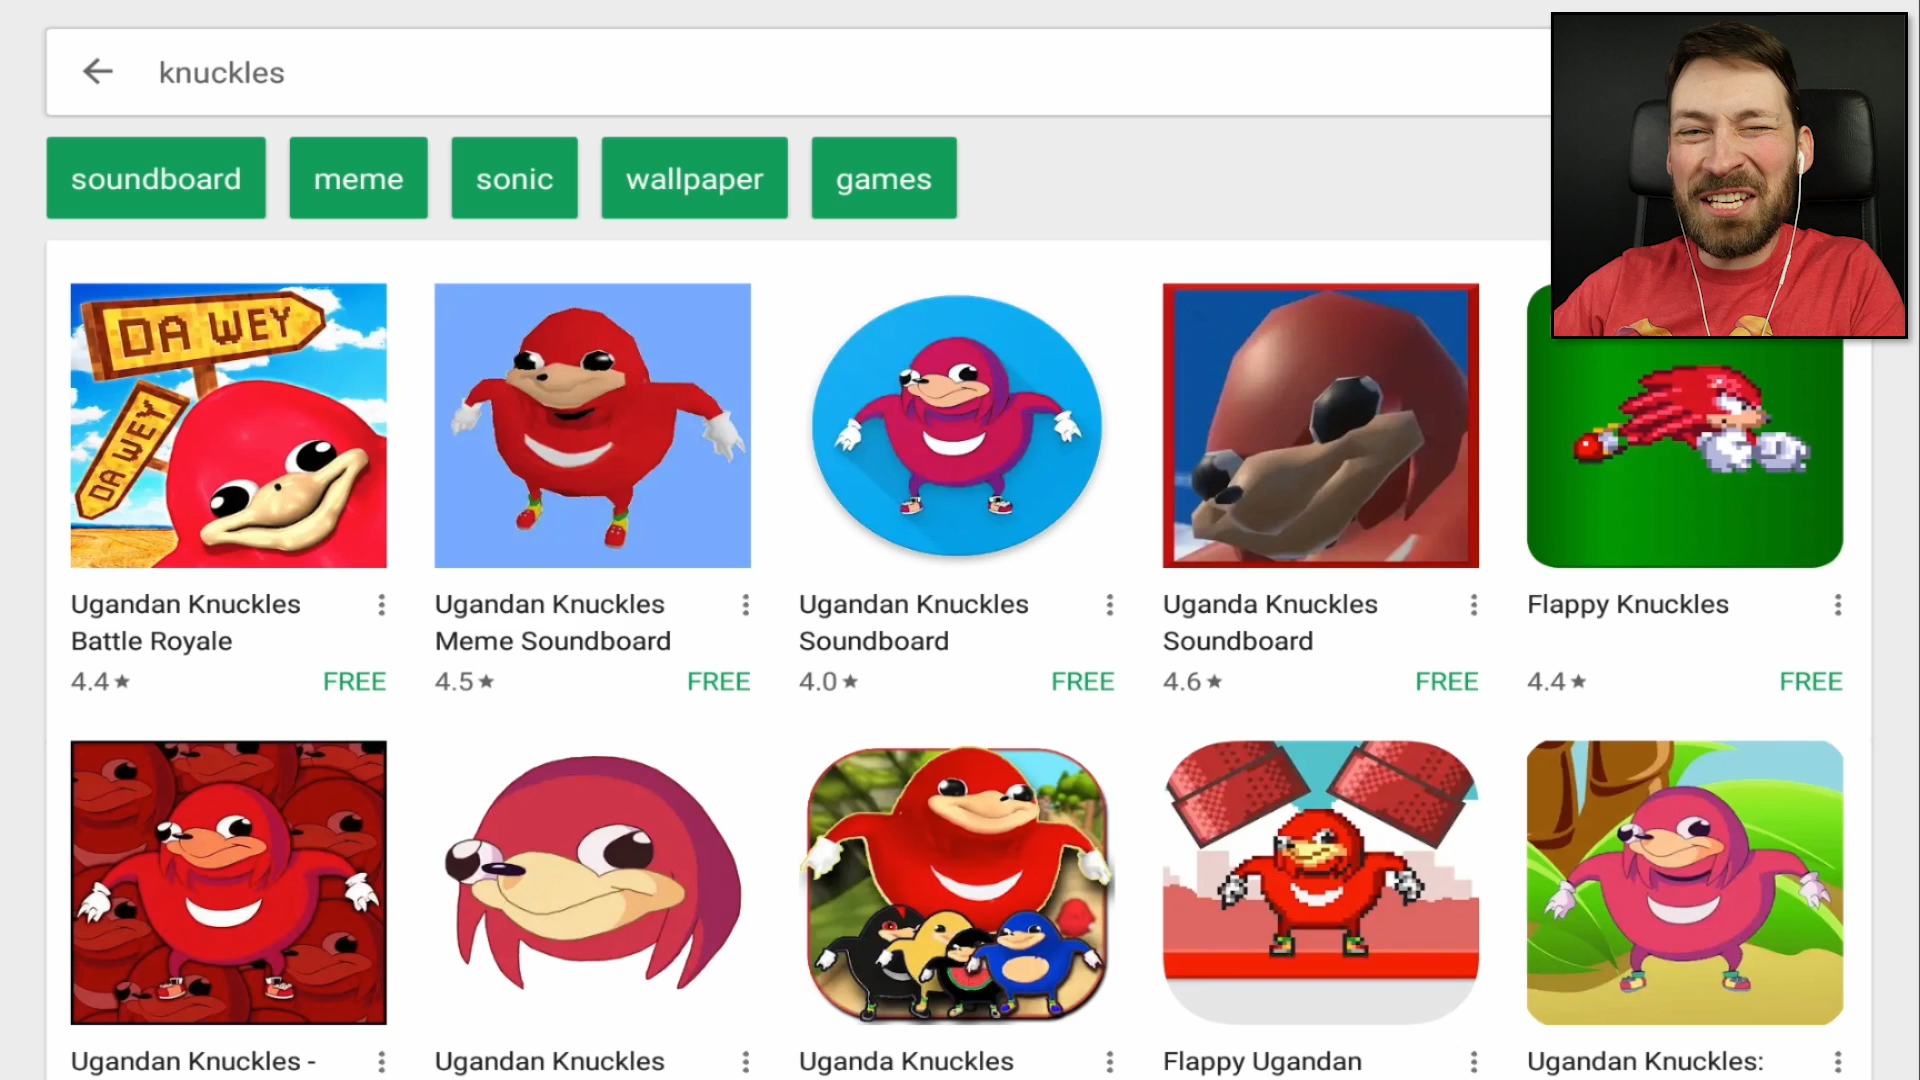 knuckles
soundboard
meme
sonic
wallpaper
games
DA WEY
DA WEY
Ugandan Knuckles
Battle Royale
4.4★
FREE
Ugandan Knuckles
Meme Soundboard
4.5★
FREE
Ugandan Knuckles
Soundboard
4.0★
FREE
Uganda Knuckles
Soundboard
4.6★
FREE
Flappy Knuckles
4.4★
FREE
Ugandan Knuckles -
Ugandan Knuckles
Uganda Knuckles
Flappy Ugandan
Ugandan Knuckles: